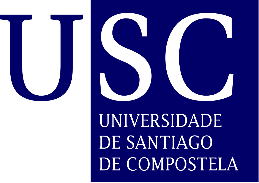 USC
UNIVERSIDADE
DE SANTIAGO
DE COMPOSTELA